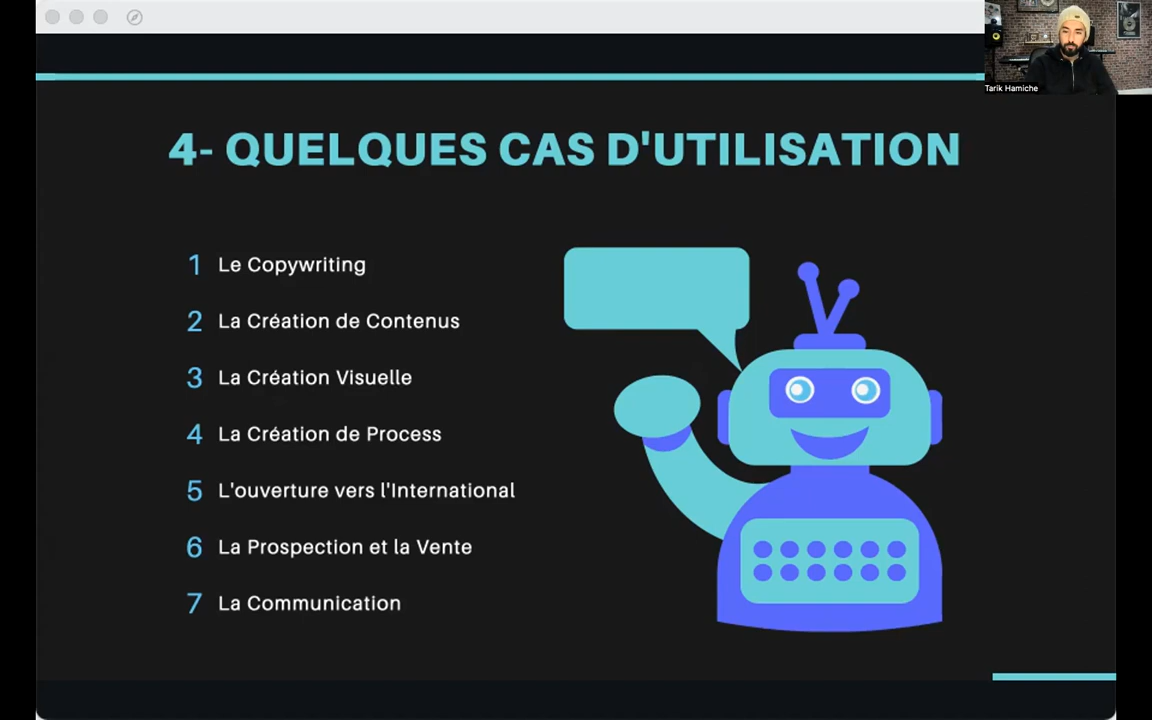 Tarik Hamiche
4- QUELQUES CAS D'UTILISATION
1 Le Copywriting
2 La Création de Contenus
3 La Création Visuelle
4 La Création de Process
5 L'ouverture vers l'International
6 La Prospection et la Vente
7 La Communication